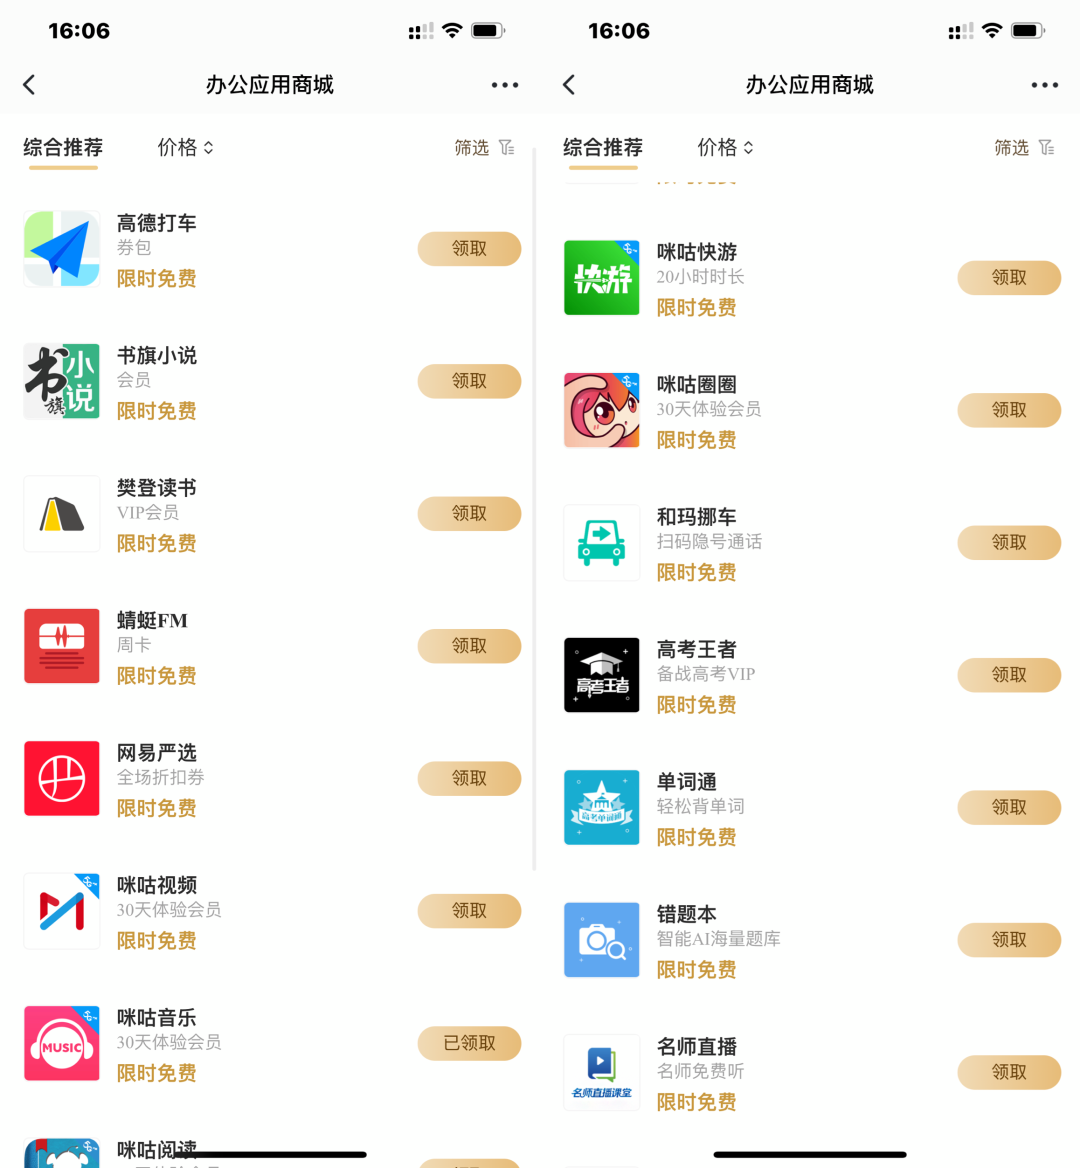 16:06
办公应用商城
综合推荐
价格
筛选
高德打车
券包
限时免费
领取
书旗小说
书旗小说
会员
限时免费
领取
樊登读书
VIP会员
限时免费
领取
蜻蜓FM
周卡
限时免费
领取
网易严选
全场折扣券
限时免费
领取
咪咕视频
30天体验会员
限时免费
领取
MUSIC
咪咕音乐
30天体验会员
限时免费
已领取
咪咕阅读
16:06
办公应用商城
综合推荐
价格
筛选
快游
咪咕快游
20小时时长
限时免费
领取
咪咕圈圈
30天体验会员
限时免费
领取
和玛挪车
扫码隐号通话
限时免费
领取
高考王者
高考王者
备战高考VIP
限时免费
领取
高考单词通
单词通
轻松背单词
限时免费
领取
错题本
智能AI海量题库
限时免费
领取
名师直播课堂
名师直播
名师免费听
限时免费
领取